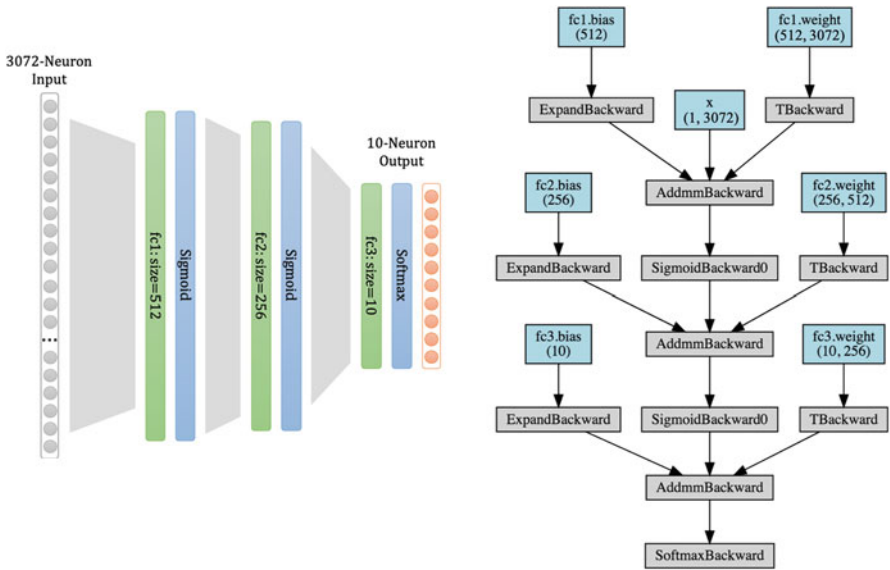 3072-Neuron
Input
...
fc1: size=512
Sigmoid
fc2: size=256
Sigmoid
10-Neuron
Output
fc3: size=10
Softmax
fc1.bias
(512)
fc1.weight
(512, 3072)
ExpandBackward
x
(1, 3072)
TBackward
fc2.bias
(256)
AddmmBackward
fc2.weight
(256, 512)
ExpandBackward
SigmoidBackward0
TBackward
fc3.bias
(10)
AddmmBackward
fc3.weight
(10, 256)
ExpandBackward
SigmoidBackward0
TBackward
AddmmBackward
SoftmaxBackward